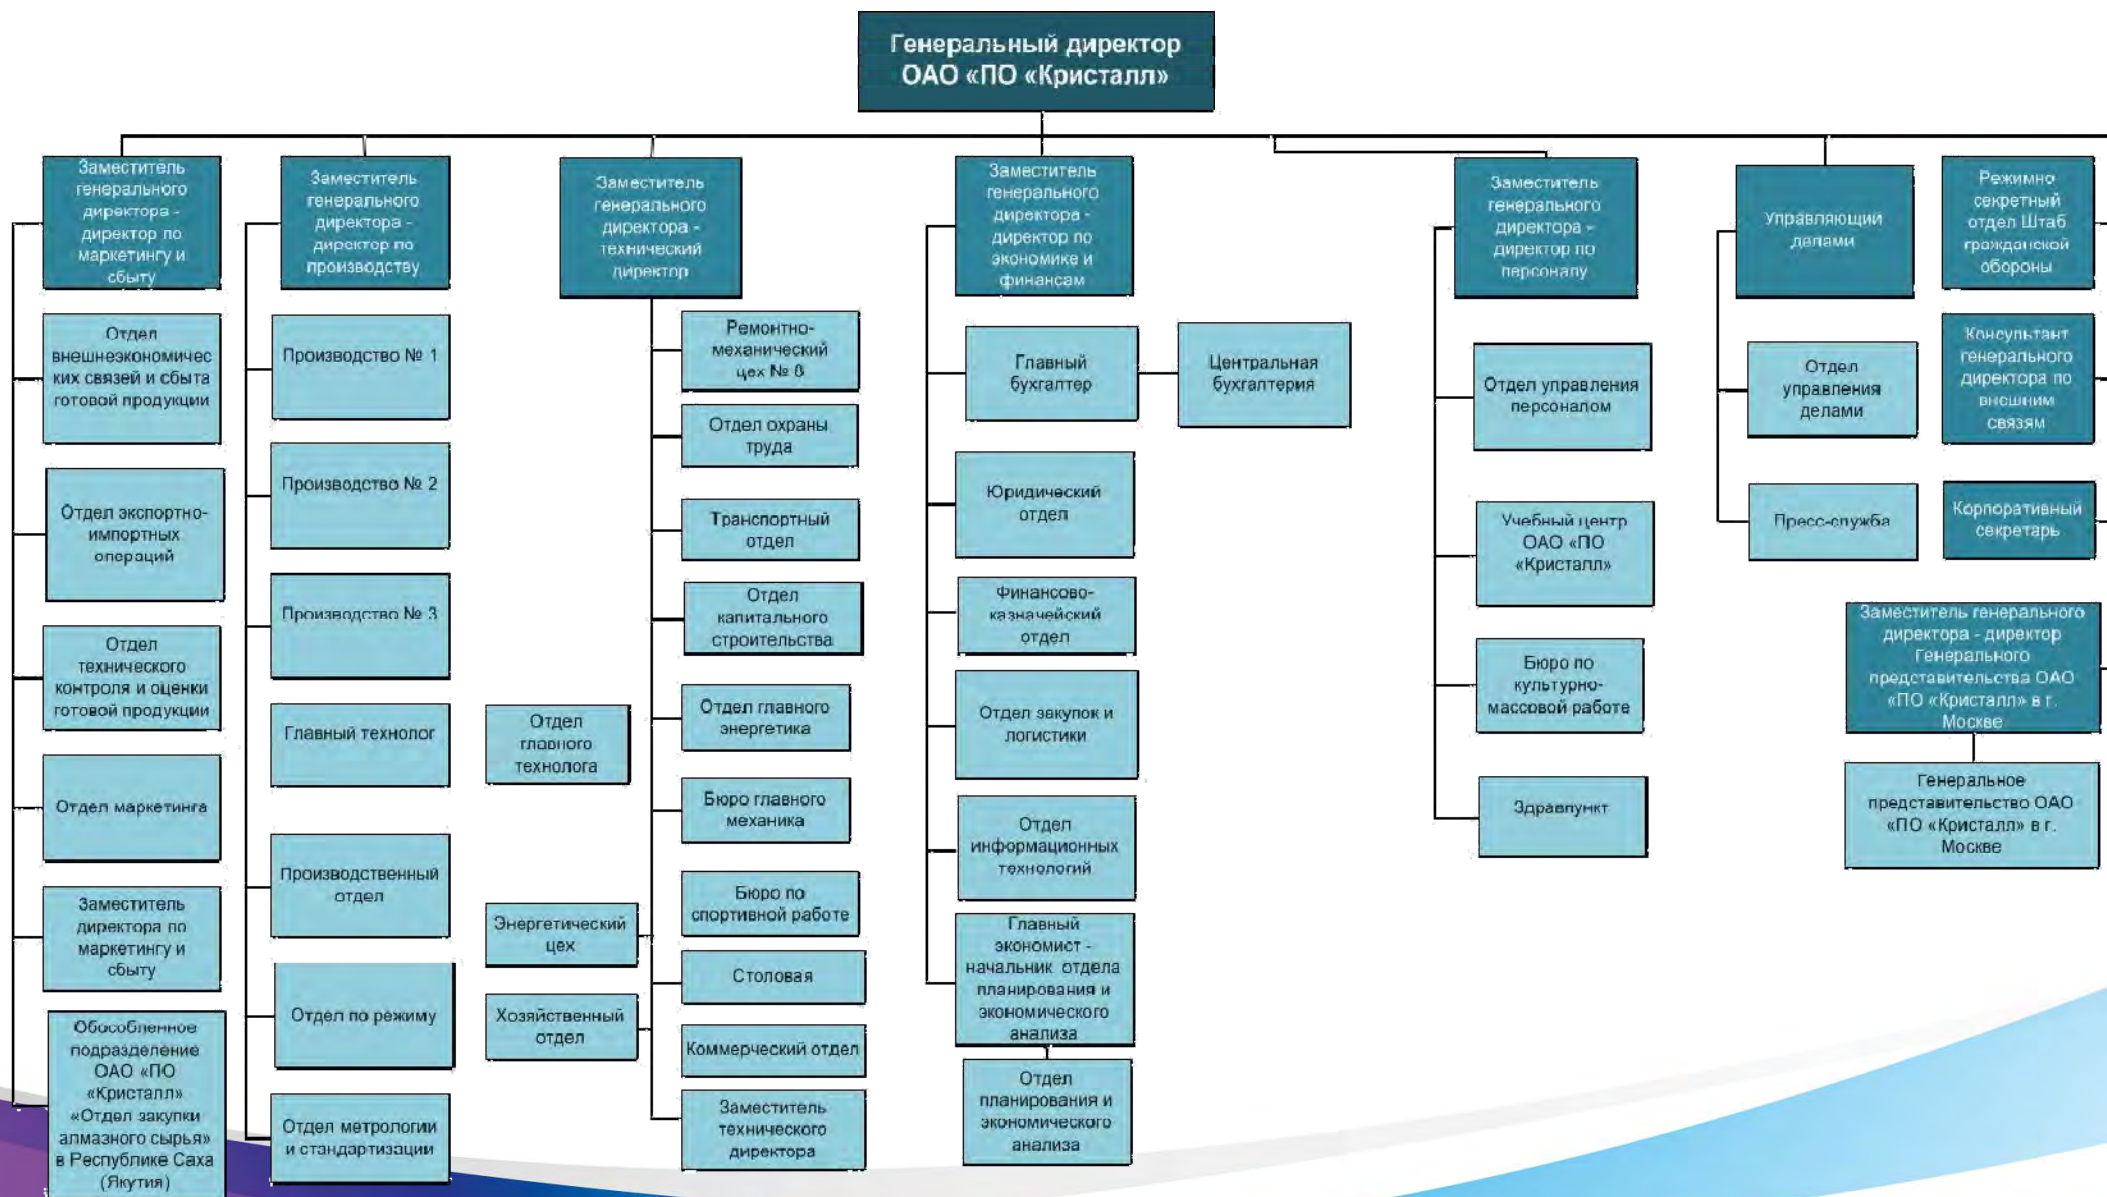 Генеральный директор
ОАО «ПО «Кристалл»
Заместитель
генерального
директора -
директор по
маркетингу и
сбыту
Отдел
внешнеэкономичес
ких связей и сбыта
готовой продукции
Отдел экспортно-
импортных
операций
Отдел
технического
контроля и оценки
готовой продукции
Отдел маркетинга
Заместитель
директора по
маркетингу и
сбыту
Обособленное
подразделение
ОАО «ПО
«Кристалл»
«Отдел закупки
алмазного сырья»
в Республике Саха
(Якутия)
Заместитель
генерального
директора -
директор по
производству
Производство № 1
Производство № 2
Производство № 3
Главный технолог
Производственный
отдел
Отдел по режиму
Отдел метрологии
и стандартизации
Заместитель
генерального
директора -
технический
директор
Отдел
главного
технолога
Энергетический
цех
Хозяйственный
отдел
Ремонтно-
механический
цех № 8
Отдел охраны
труда
Транспортный
отдел
Отдел
капитального
строительства
Отдел главного
энергетика
Бюро главного
механика
Бюро по
спортивной работе
Столовая
Коммерческий отдел
Заместитель
технического
директора
Заместитель
генерального
директора -
директор по
экономике и
финансам
Главный
бухгалтер
Центральная
бухгалтерия
Юридический
отдел
Финансово-
казначейский
отдел
Отдел закупок и
логистики
Отдел
информационных
технологий
Главный
экономист -
начальник отдела
планирования и
экономического
анализа
Отдел
планирования и
экономического
анализа
Заместитель
генерального
директора -
директор по
персоналу
Отдел управления
персоналом
Учебный центр
ОАО «ПО
«Кристалл»
Бюро по
культурно-
массовой работе
Здравпункт
Управляющий
делами
Отдел
управления
делами
Пресс-служба
Режимно
секретный
отдел Штаб
гражданской
обороны
Консультант
генерального
директора по
внешним
связям
Корпоративный
секретарь
Заместитель генерального
директора - директор
Генерального
представительства ОАО
«ПО «Кристалл» в г.
Москве
Генеральное
представительство ОАО
«ПО «Кристалл» в г.
Москве